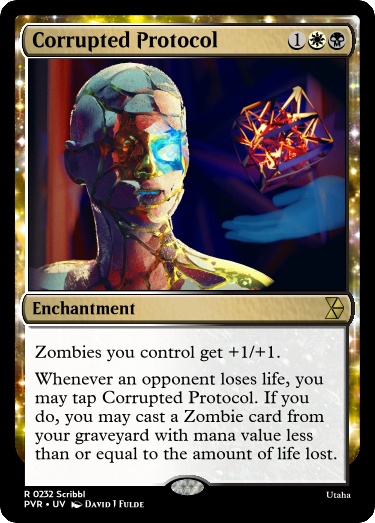 Corrupted Protocol 1
Enchantment
Zombies you control get +1/+1.
Whenever an opponent loses life, you
may tap Corrupted Protocol. If you
do, you may cast a Zombie card from
your graveyard with mana value less
than or equal to the amount of life lost.
R 0232 Scribbl
Utaha
PVR • UV DAVID J FULDE